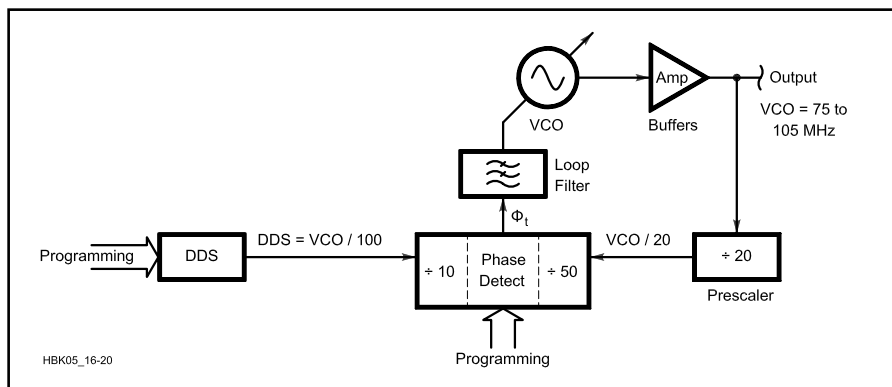 Amp
Output
VCO
Buffers
VCO = 75 to
105 MHz
Loop
Filter
Φt
Programming
DDS
DDS = VCO / 100
÷ 10
Phase
Detect
÷ 50
VCO / 20
÷ 20
Prescaler
Programming
HBK05_16-20